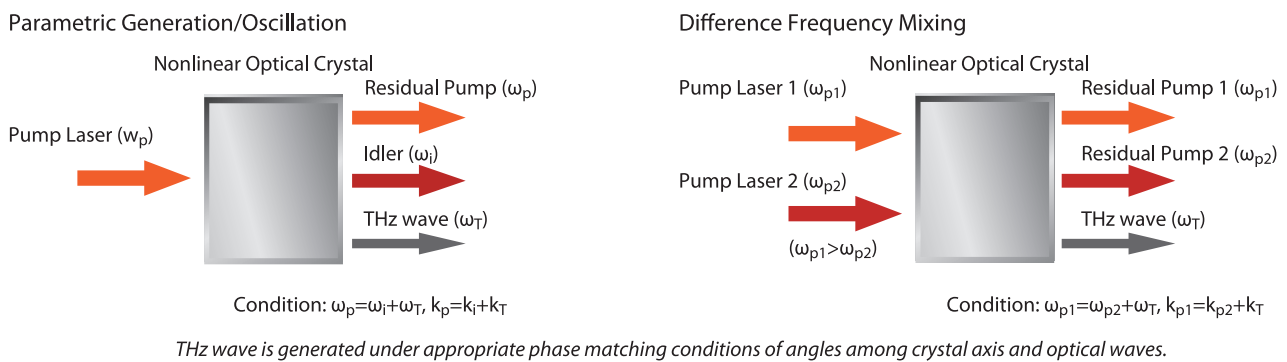 Parametric Generation/Oscillation
Nonlinear Optical Crystal
Residual Pump (ωp)
Pump Laser (wp)
Idler (ωi)
THz wave (ωT)
Condition: ωp=ωi+ωT, kp=ki+kT
Difference Frequency Mixing
Nonlinear Optical Crystal
Pump Laser 1 (ωp1)
Residual Pump 1 (ωp1)
Residual Pump 2 (ωp2)
Pump Laser 2 (ωp2)
THz wave (ωT)
(ωp1>ωp2)
Condition: ωp1=ωp2+ωT, kp1=kp2+kT
THz wave is generated under appropriate phase matching conditions of angles among crystal axis and optical waves.